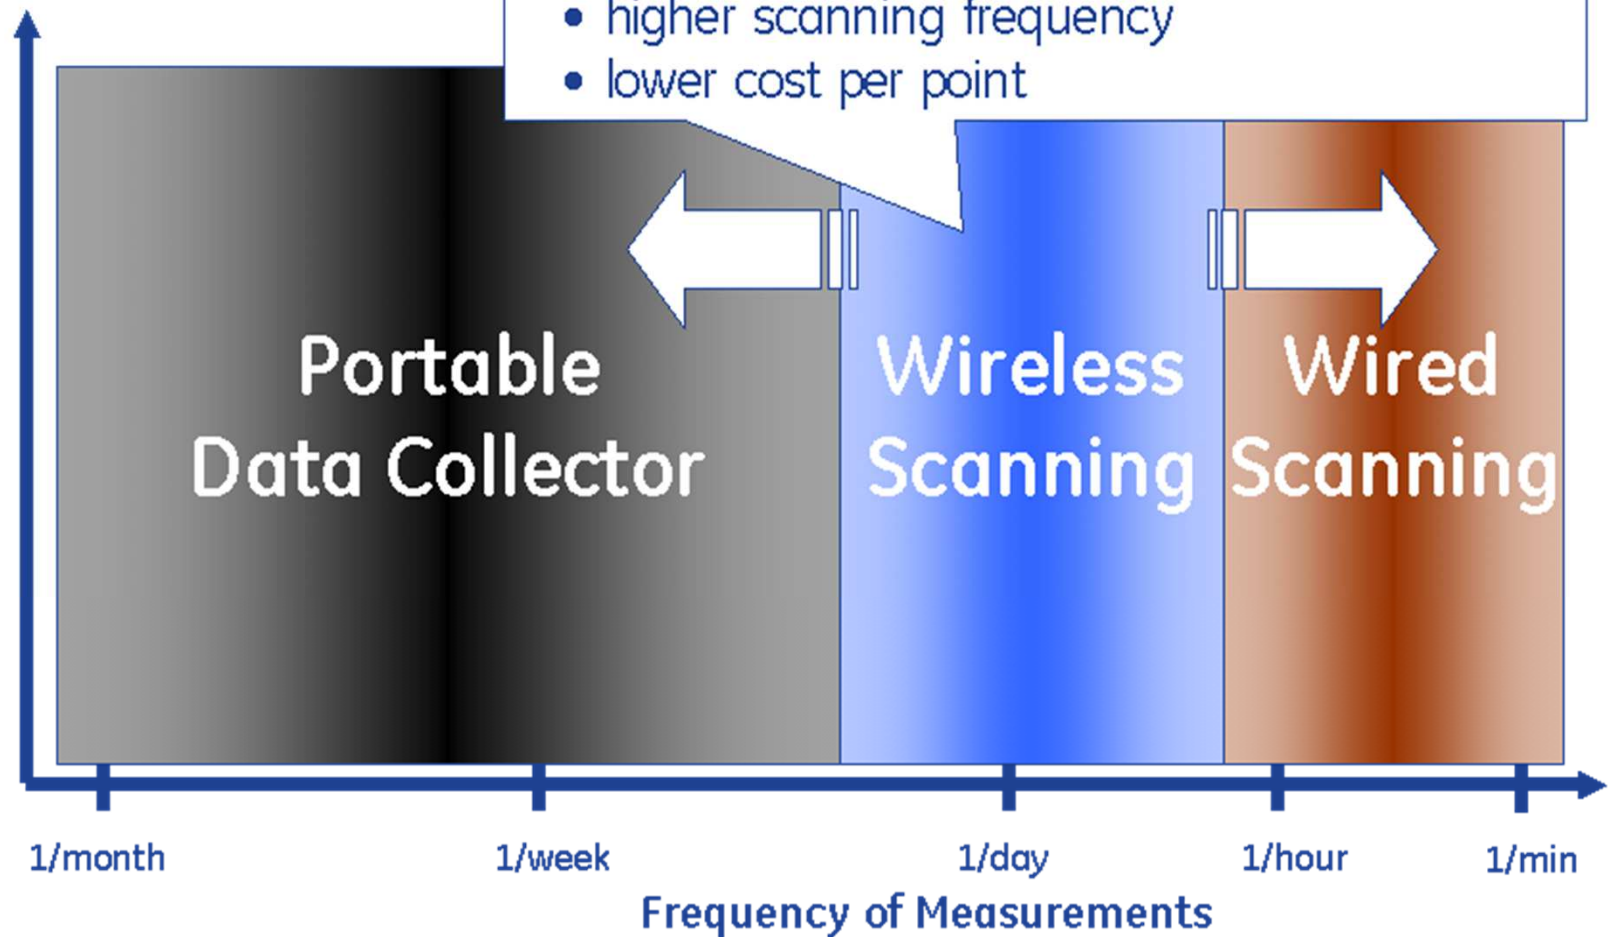 • higher scanning frequency
• lower cost per point
Portable
Data Collector
Wireless
Scanning
Wired
Scanning
1/month
1/week
1/day
1/hour
1/min
Frequency of Measurements